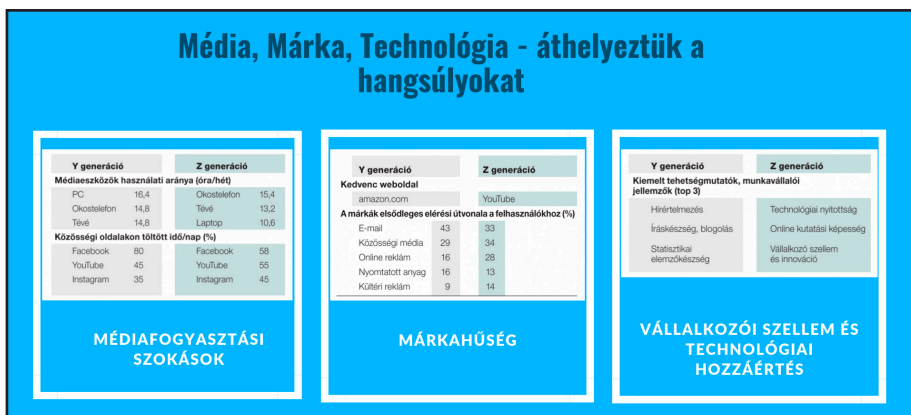 Média, Márka, Technológia - áthelyeztük a
hangsúlyokat
Y generáció Z generáció
Médiaeszközök használati aránya (óra/hét)
PC 16,4 Okostelefon 15,4
Okostelefon 14,8 Tévé 13,2
Tévé 14,8 Laptop 10,6
Közösségi oldalakon töltött idő/nap (%)
Facebook 80 Facebook 58
YouTube 45 YouTube 55
Instagram 35 Instagram 45
MÉDIAFOGYASZTÁSI
SZOKÁSOK
Y generáció Z generáció
Kedvenc weboldal
amazon.com YouTube
A márkák elsődleges elérési útvonala a felhasználókhoz (%)
E-mail 43 33
Közösségi média 29 34
Online reklám 16 28
Nyomtatott anyag 16 13
Kültéri reklám 9 14
MÁRKAHŰSÉG
Y generáció Z generáció
Kiemelt tehetségmutatók, munkavállalói
jellemzők (top 3)
Hírértelmezés Technológiai nyitottság
Íráskészség, blogolás Online kutatási képesség
Statisztikai Vállalkozó szellem
elemzőkészség és innováció
VÁLLALKOZÓI SZELLEM ÉS
TECHNOLÓGIAI
HOZZÁÉRTÉS